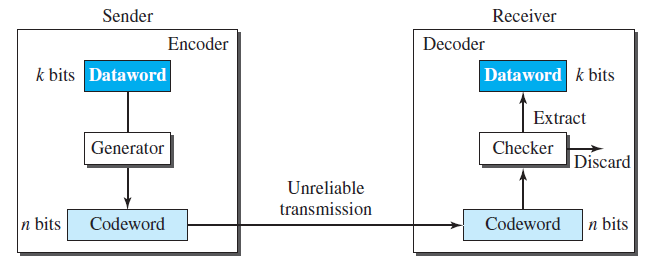 Sender
Receiver
Encoder
Decoder
k bits Dataword
Dataword k bits
Extract
Generator
Checker
Discard
Unreliable
transmission
n bits Codeword
Codeword n bits